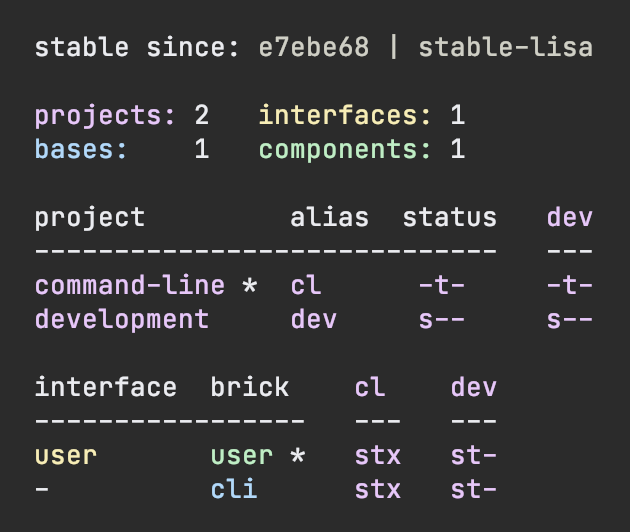 stable since: e7ebe68 | stable-lisa
projects: 2   interfaces: 1
bases:    1   components: 1
project         alias  status   dev
-----------------------------   ---
command-line *  cl      -t-     -t-
development     dev     s--     s--
interface  brick    cl    dev
-----------------   ---   ---
user       user *   stx   st-
-          cli      stx   st-